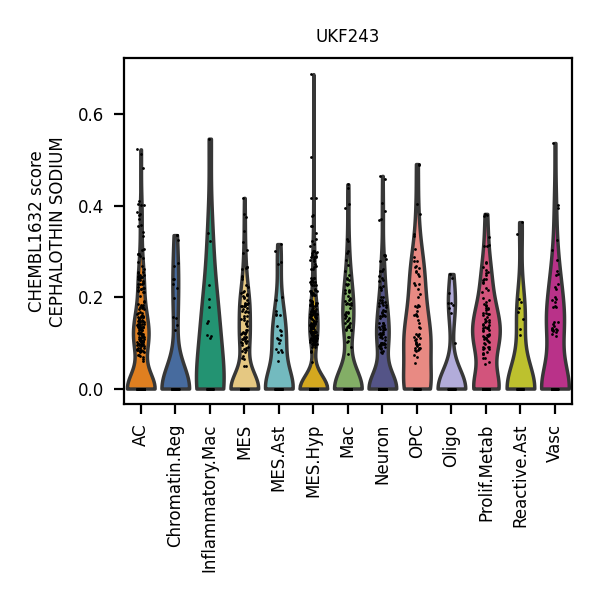 UKF243
CHEMBL1632 score
CEPHALOTHIN SODIUM
0.6
0.4
0.2
0.0
AC
Chromatin.Reg
Inflammatory.Mac
MES
MES.Ast
MES.Hyp
Mac
Neuron
OPC
Oligo
Prolif.Metab
Reactive.Ast
Vasc